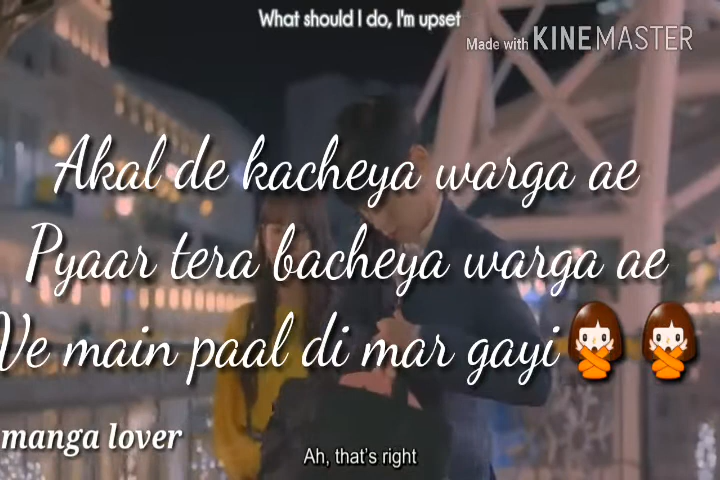 What should I do, I'm upset
Made with KINEMASTER
Akal de kacheya warga ae
Pyaar tera bacheya warga ae
Ve main paal di mar gayi
manga lover
Ah, that's right